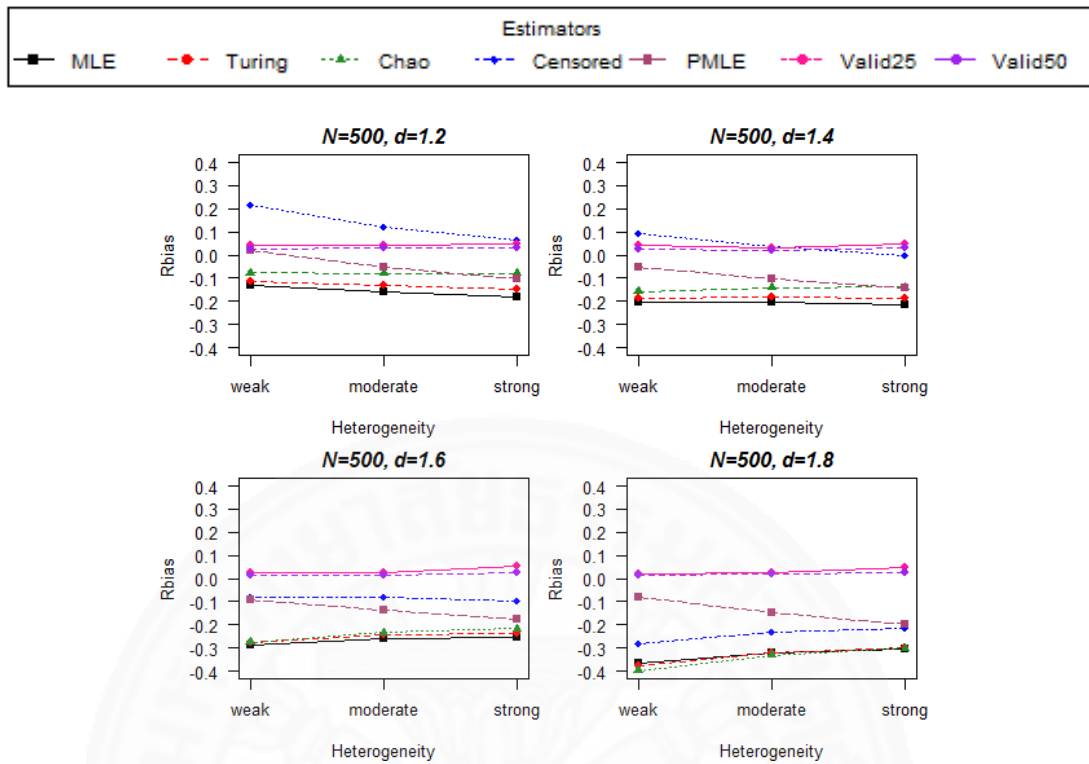 Estimators
MLE Turing Chao Censored PMLE Valid25 Valid50
N=500, d=1.2
Rbias
0.4
0.3
0.2
0.1
0.0
-0.1
-0.2
-0.3
-0.4
weak moderate strong
Heterogeneity
N=500, d=1.4
Rbias
0.4
0.3
0.2
0.1
0.0
-0.1
-0.2
-0.3
-0.4
weak moderate strong
Heterogeneity
N=500, d=1.6
Rbias
0.4
0.3
0.2
0.1
0.0
-0.1
-0.2
-0.3
-0.4
weak moderate strong
Heterogeneity
N=500, d=1.8
Rbias
0.4
0.3
0.2
0.1
0.0
-0.1
-0.2
-0.3
-0.4
weak moderate strong
Heterogeneity